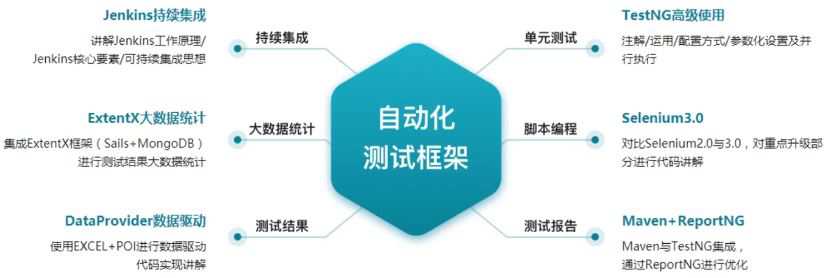 Jenkins持续集成
讲解Jenkins工作原理/
Jenkins核心要素/可持续集成思想
持续集成
ExtentX大数据统计
集成ExtentX框架（Sails+MongoDB）
进行测试结果大数据统计
大数据统计
DataProvider数据驱动
使用EXCEL+POI进行数据驱动
代码实现讲解
测试结果
自动化
测试框架
单元测试
TestNG高级使用
注解/运用/配置方式/参数化设置及并
行执行
脚本编程
Selenium3.0
对比Selenium2.0与3.0，对重点升级部
分进行代码讲解
测试报告
Maven+ReportNG
Maven与TestNG集成，
通过ReportNG进行优化